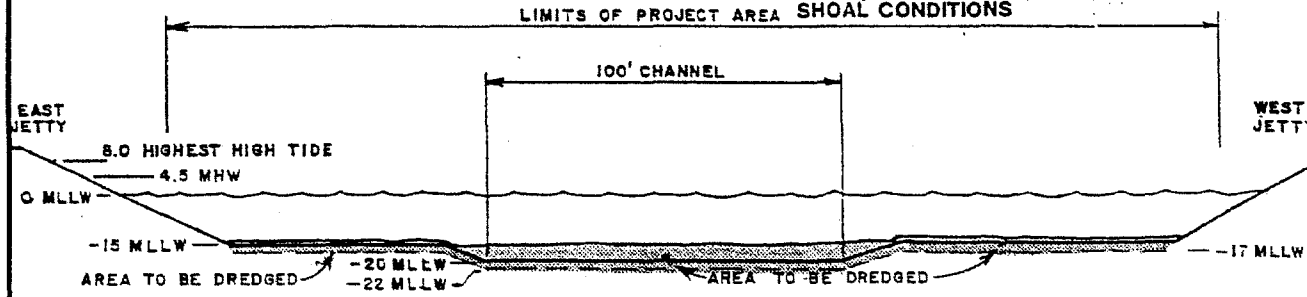 LIMITS OF PROJECT AREA SHOAL CONDITIONS
100' CHANNEL
EAST
JETTY
WEST
JETTY
8.0 HIGHEST HIGH TIDE
4.5 MHW
0 MLLW
-15 MLLW
-17 MLLW
AREA TO BE DREDGED
-20 MLLW
-22 MLLW
AREA TO BE DREDGED